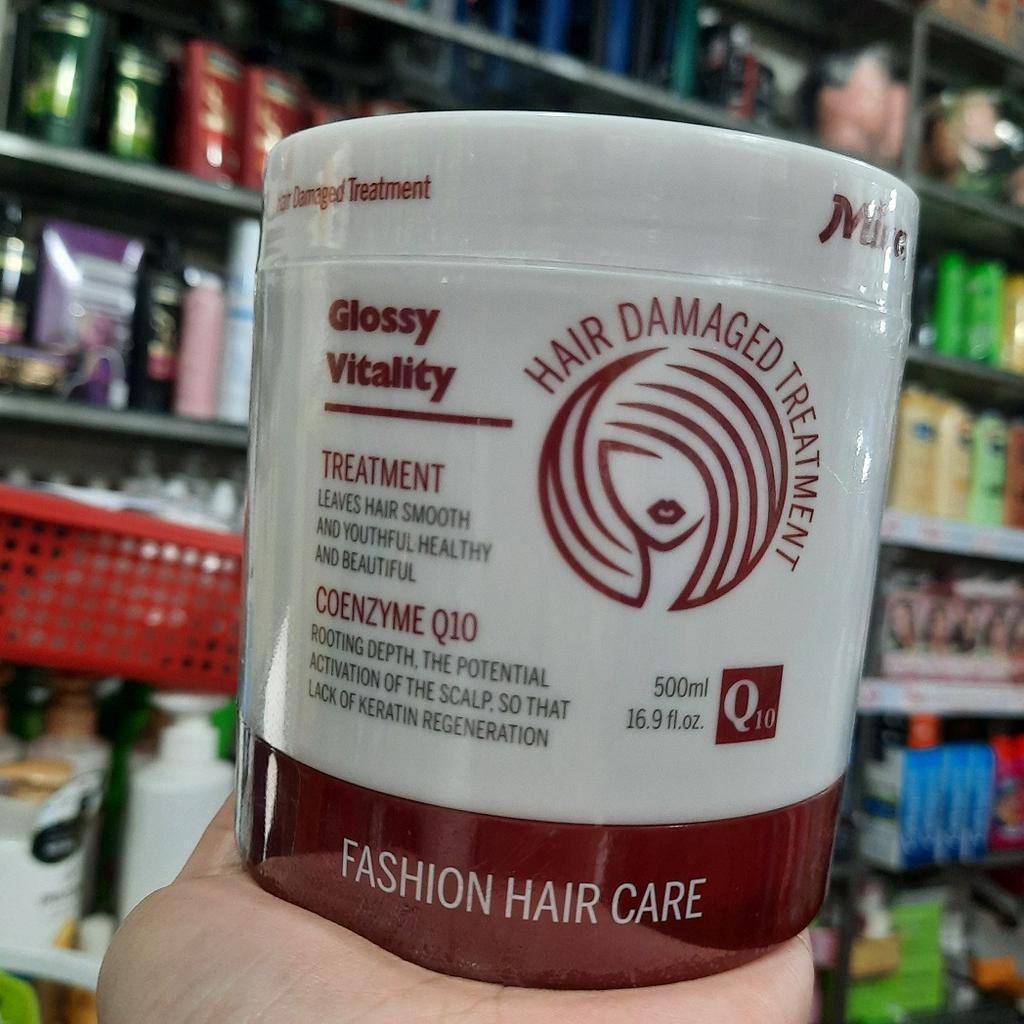 Hair Damaged Treatment
Glossy
Vitality
HAIR DAMAGED TREATMENT
TREATMENT
LEAVES HAIR SMOOTH
AND YOUTHFUL HEALTHY
AND BEAUTIFUL
COENZYME Q10
ROOTING DEPTH, THE POTENTIAL
ACTIVATION OF THE SCALP, SO THAT
LACK OF KERATIN REGENERATION
500ml
16.9 fl.oz.
Q10
FASHION HAIR CARE